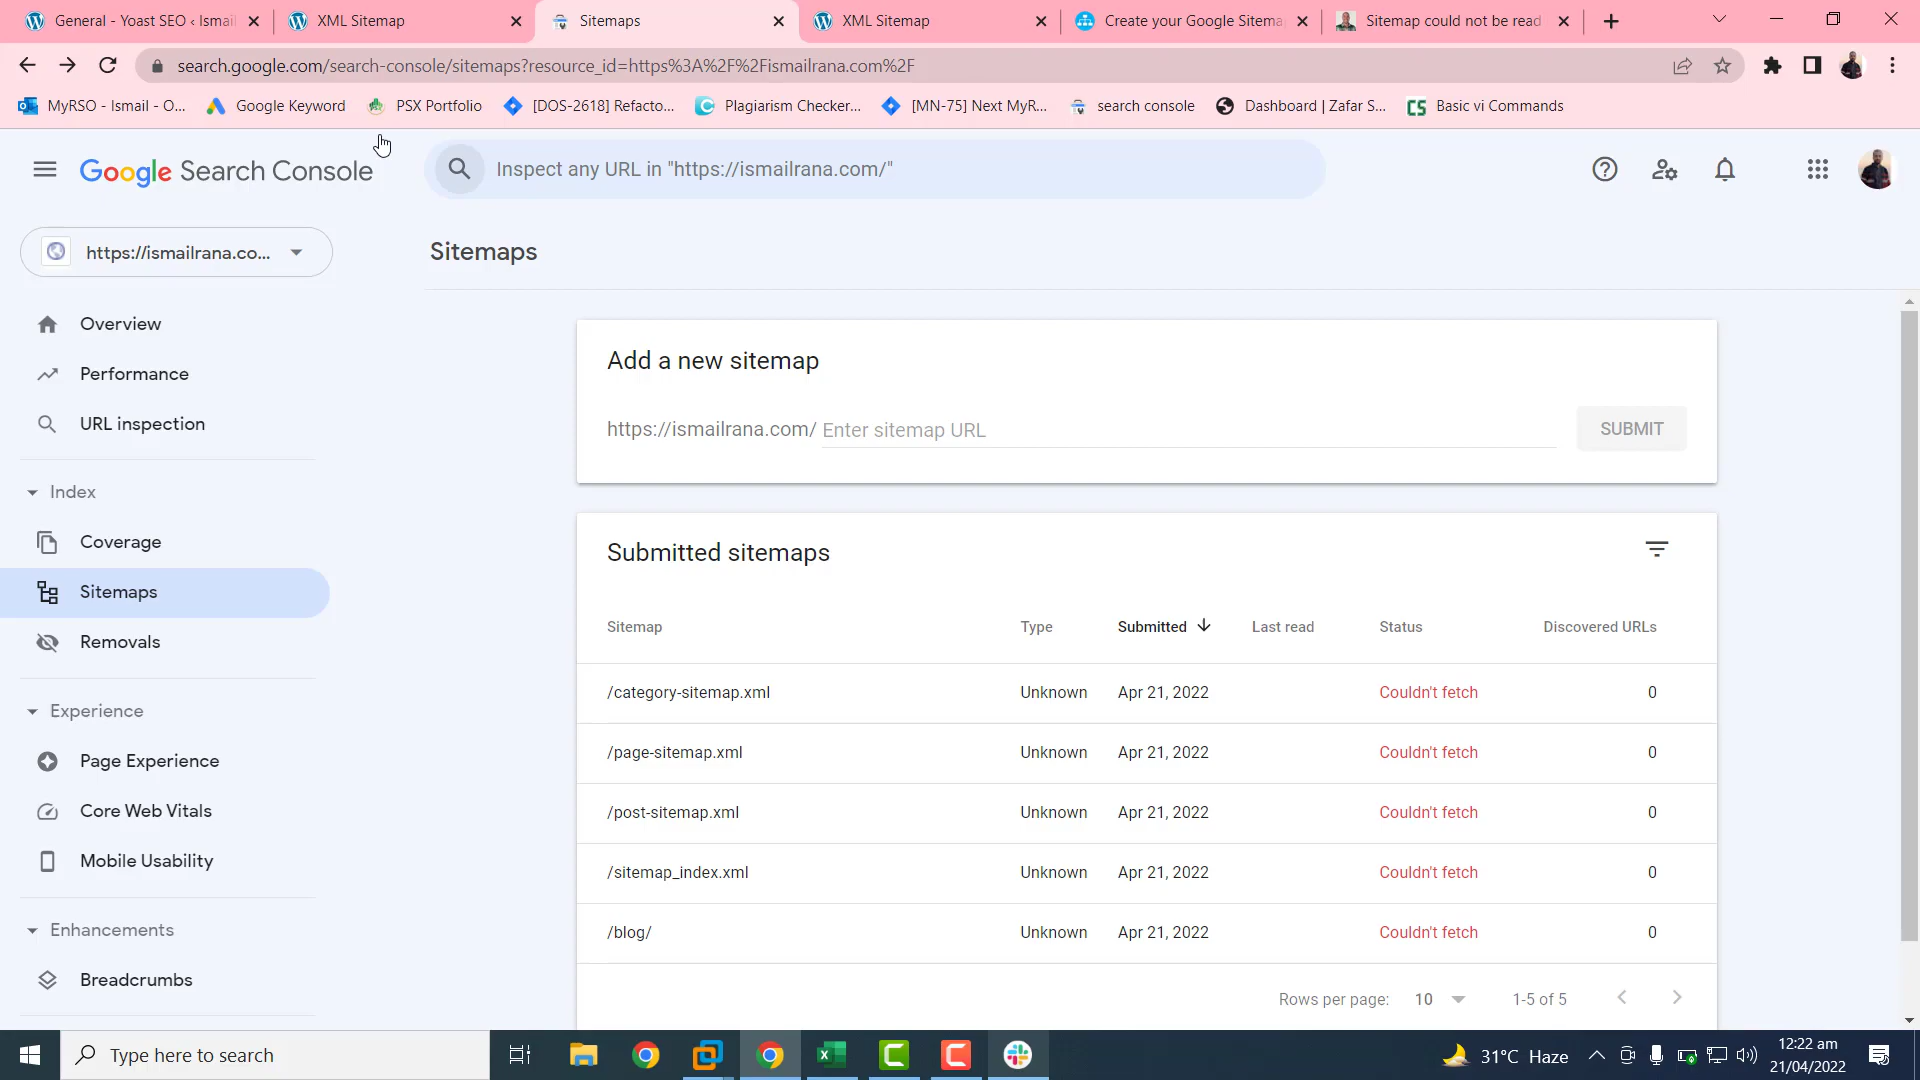 General - Yoast SEO ‹ Ismail
XML Sitemap
Sitemaps
XML Sitemap
Create your Google Sitema
Sitemap could not be read
search.google.com/search-console/sitemaps?resource_id=https%3A%2F%2Fismailrana.com%2F
MyRSO - Ismail - O...
Google Keyword
PSX Portfolio
[DOS-2618] Refacto...
Plagiarism Checker...
[MN-75] Next MyR...
search console
Dashboard | Zafar S...
CS Basic vi Commands
Google Search Console
Inspect any URL in "https://ismailrana.com/"
https://ismailrana.co...
Sitemaps
Overview
Performance
URL inspection
Index
Coverage
Sitemaps
Removals
Experience
Page Experience
Core Web Vitals
Mobile Usability
Enhancements
Breadcrumbs
Add a new sitemap
https://ismailrana.com/ Enter sitemap URL
SUBMIT
Submitted sitemaps
Sitemap Type Submitted Last read Status Discovered URLs
/category-sitemap.xml Unknown Apr 21, 2022 Couldn't fetch 0
/page-sitemap.xml Unknown Apr 21, 2022 Couldn't fetch 0
/post-sitemap.xml Unknown Apr 21, 2022 Couldn't fetch 0
/sitemap_index.xml Unknown Apr 21, 2022 Couldn't fetch 0
/blog/ Unknown Apr 21, 2022 Couldn't fetch 0
Rows per page: 10 1-5 of 5
Type here to search
31°C Haze
12:22 am
21/04/2022